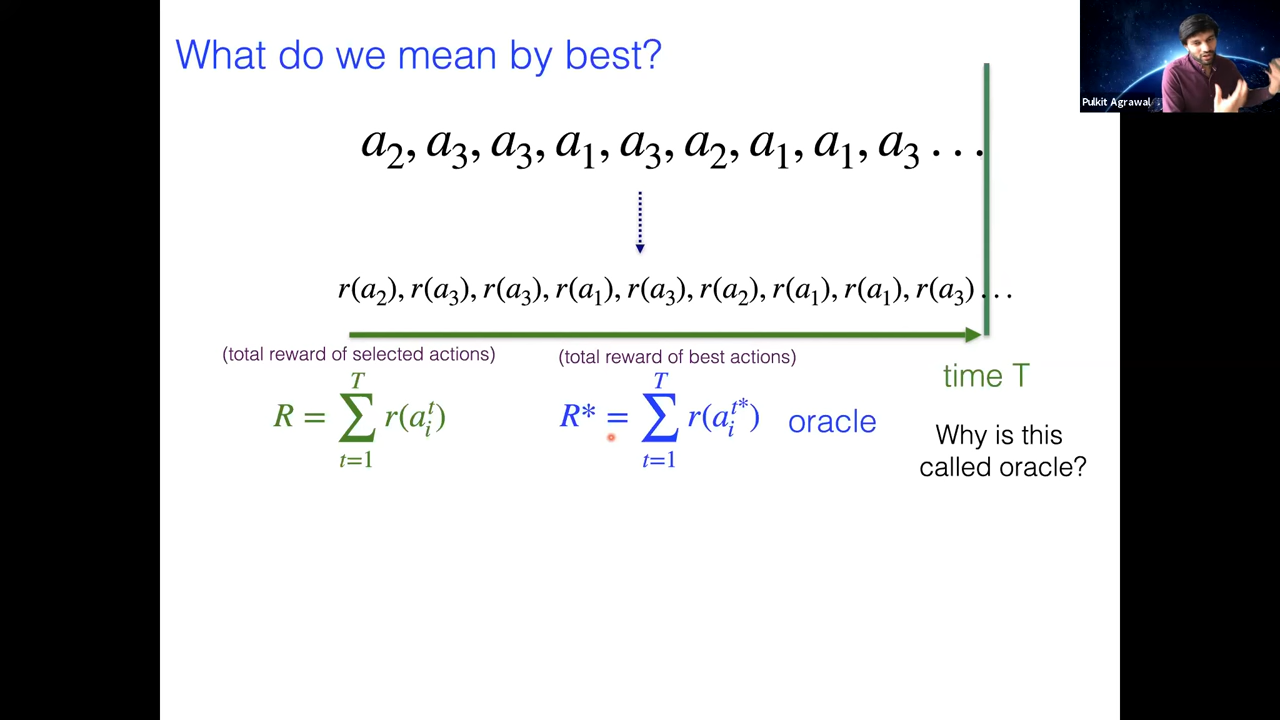 What do we mean by best?
Pulkit Agrawal
a₂, a₃, a₃, a₁, a₃, a₂, a₁, a₁, a₃ . . .
r(a₂), r(a₃), r(a₃), r(a₁), r(a₃), r(a₂), r(a₁), r(a₁), r(a₃) . . .
(total reward of selected actions)
(total reward of best actions)
time T
R = ∑_{t=1}^{T} r(a_i^t)
R* = ∑_{t=1}^{T} r(a_i^{t*})
oracle
Why is this
called oracle?